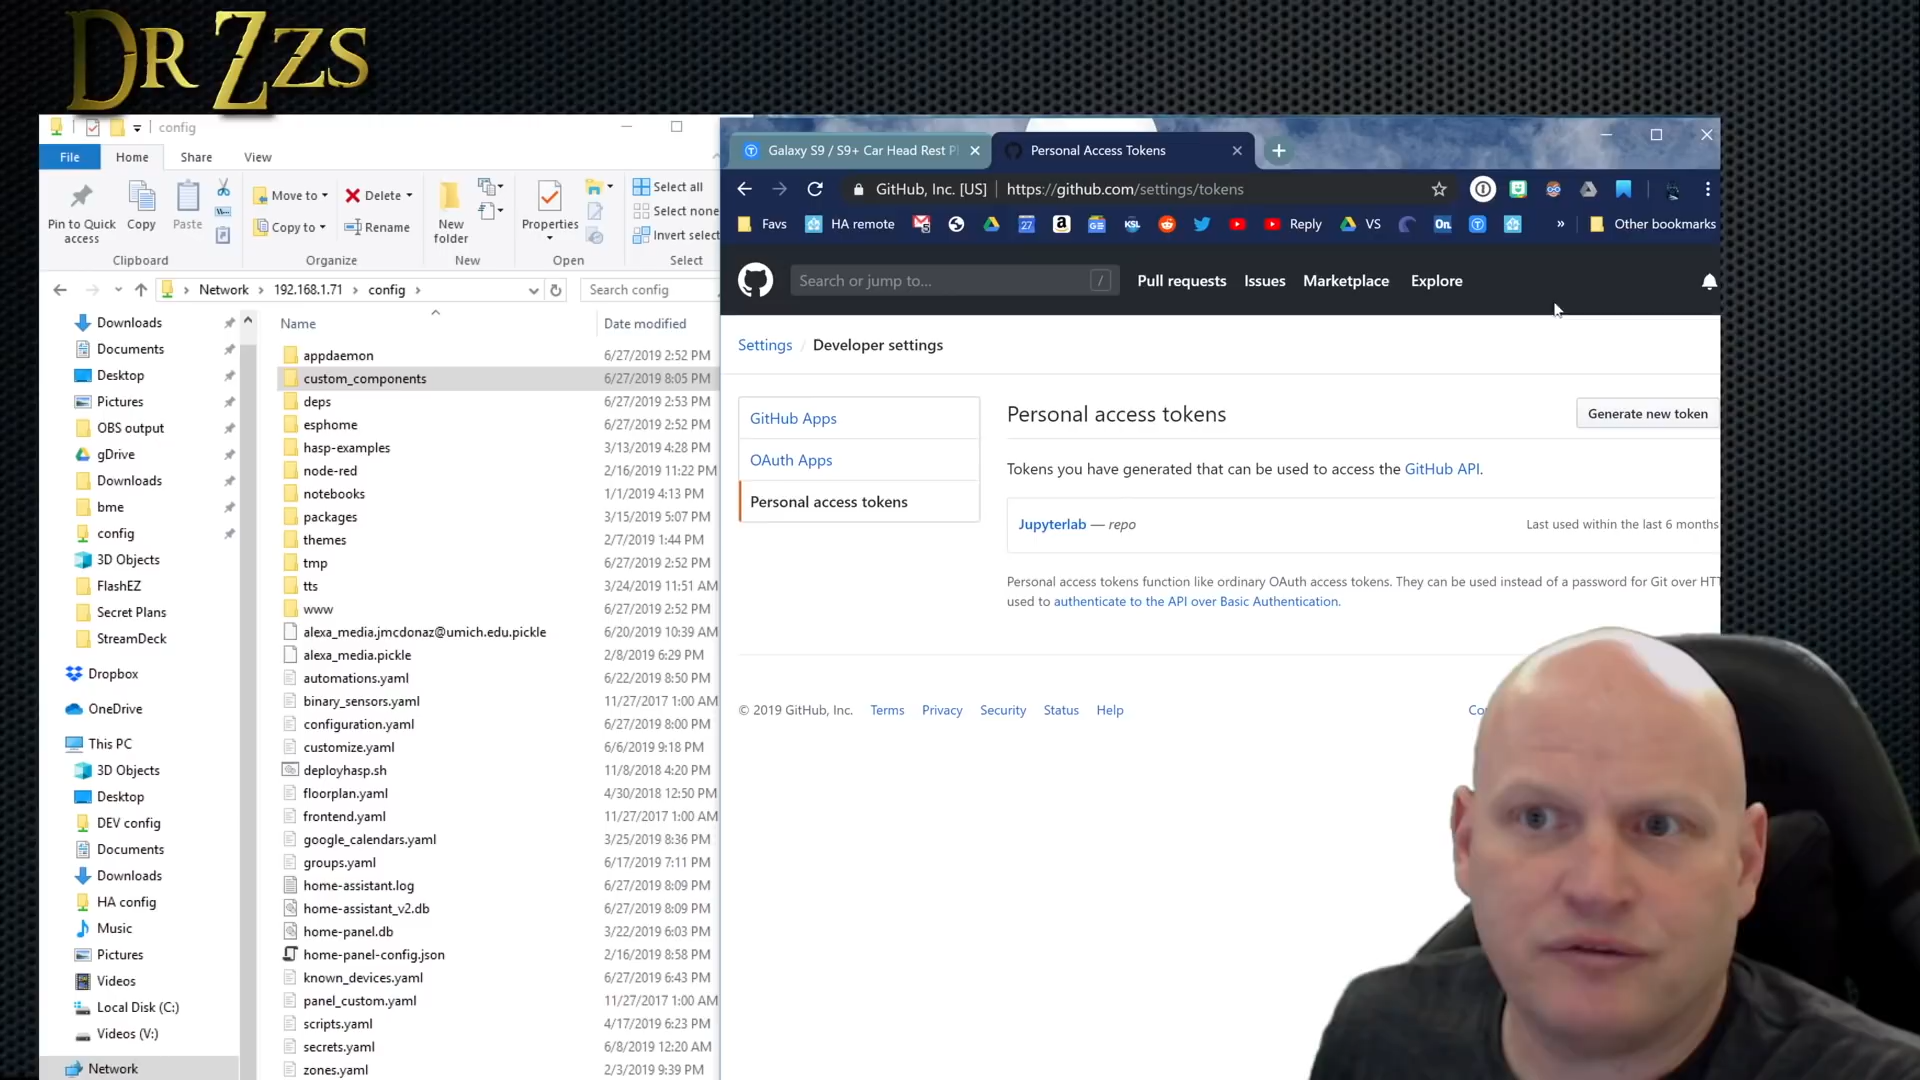 DR ZZS
config
File Home Share View
Pin to Quick access
Copy
Paste
Clipboard
Move to
Copy to
Delete
Rename
Organize
New folder
New
Properties
Open
Select all
Select none
Invert select
Select
Network > 192.168.1.71 > config
Search config
Downloads
Documents
Desktop
Pictures
OBS output
gDrive
Downloads
bme
config
3D Objects
FlashEZ
Secret Plans
StreamDeck
Dropbox
OneDrive
This PC
3D Objects
Desktop
DEV config
Documents
Downloads
HA config
Music
Pictures
Videos
Local Disk (C:)
Videos (V:)
Network
Name Date modified
appdaemon 6/27/2019 2:52 PM
custom_components 6/27/2019 8:05 PM
deps 6/27/2019 2:53 PM
esphome 6/27/2019 2:52 PM
hasp-examples 3/13/2019 4:28 PM
node-red 2/16/2019 11:22 PM
notebooks 1/1/2019 4:13 PM
packages 3/15/2019 5:07 PM
themes 2/7/2019 1:44 PM
tmp 6/27/2019 2:52 PM
tts 3/24/2019 11:51 AM
www 6/27/2019 2:52 PM
alexa_media.jmcdonaz@umich.edu.pickle 6/20/2019 10:39 AM
alexa_media.pickle 2/8/2019 6:29 PM
automations.yaml 6/22/2019 8:50 PM
binary_sensors.yaml 11/27/2017 1:00 AM
configuration.yaml 6/27/2019 8:00 PM
customize.yaml 6/6/2019 9:18 PM
deployhasp.sh 11/8/2018 4:20 PM
floorplan.yaml 4/30/2018 12:50 PM
frontend.yaml 11/27/2017 1:00 AM
google_calendars.yaml 3/25/2019 8:36 PM
groups.yaml 6/17/2019 7:11 PM
home-assistant.log 6/27/2019 8:09 PM
home-assistant_v2.db 6/27/2019 8:09 PM
home-panel.db 3/22/2019 6:03 PM
home-panel-config.json 2/16/2019 8:58 PM
known_devices.yaml 6/27/2019 6:43 PM
panel_custom.yaml 11/27/2017 1:00 AM
scripts.yaml 4/17/2019 6:23 PM
secrets.yaml 6/8/2019 12:20 AM
zones.yaml 2/3/2019 9:39 PM
Galaxy S9 / S9+ Car Head Rest P
Personal Access Tokens
GitHub, Inc. [US] | https://github.com/settings/tokens
Favs HA remote 27 Reply VS On. » Other bookmarks
Search or jump to... / Pull requests Issues Marketplace Explore
Settings / Developer settings
GitHub Apps
OAuth Apps
Personal access tokens
Personal access tokens Generate new token
Tokens you have generated that can be used to access the GitHub API.
Jupyterlab — repo Last used within the last 6 months
Personal access tokens function like ordinary OAuth access tokens. They can be used instead of a password for Git over HTT
used to authenticate to the API over Basic Authentication.
© 2019 GitHub, Inc. Terms Privacy Security Status Help Co